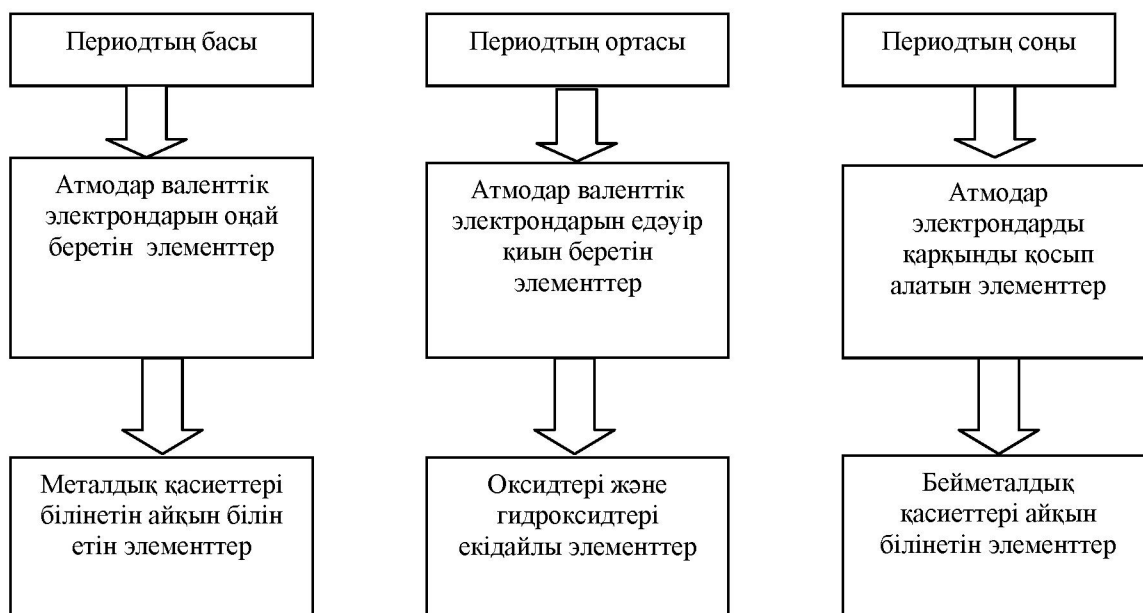 Периодтың басы
Периодтың ортасы
Периодтың соңы
Атмодар валенттік
электрондарын оңай
беретін элементтер
Атмодар валенттік
электрондарын едәуір
қиын беретін
элементтер
Атмодар
электрондарды
қарқынды қосып
алатын элементтер
Металдық қасиеттері
білінетін айқын білін
етін элементтер
Оксидтері және
гидроксидтері
екідайлы элементтер
Бейметалдық
қасиеттері айқын
білінетін элементтер